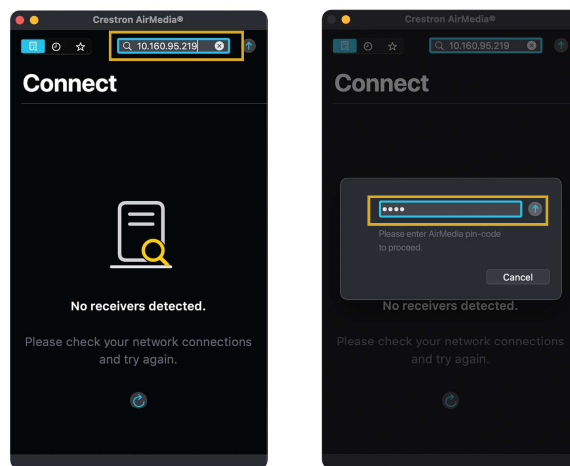 Crestron AirMedia®
10.160.95.219
Connect
No receivers detected.
Please check your network connections
and try again.
Crestron AirMedia®
10.160.95.219
Connect
••••
Please enter AirMedia pin-code
to proceed.
Cancel
No receivers detected.
Please check your network connections
and try again.